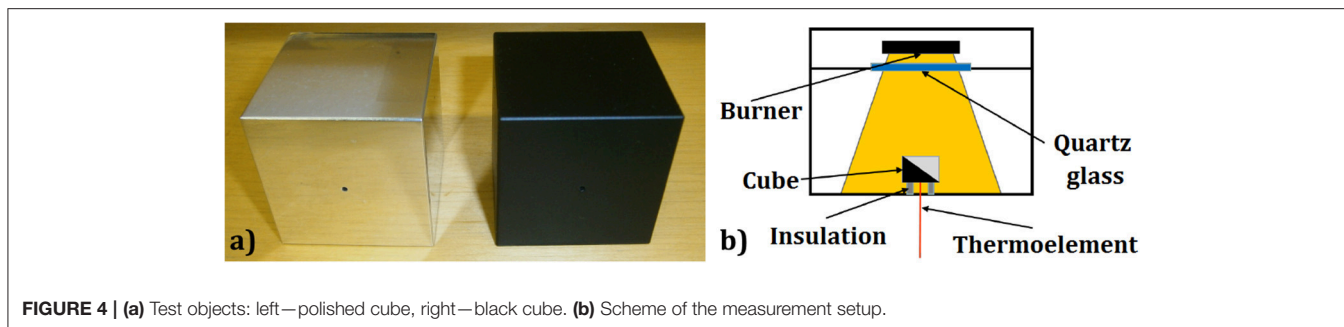 a)
Burner
Quartz
glass
Cube
Insulation
Thermoelement
b)
FIGURE 4 | (a) Test objects: left—polished cube, right—black cube. (b) Scheme of the measurement setup.